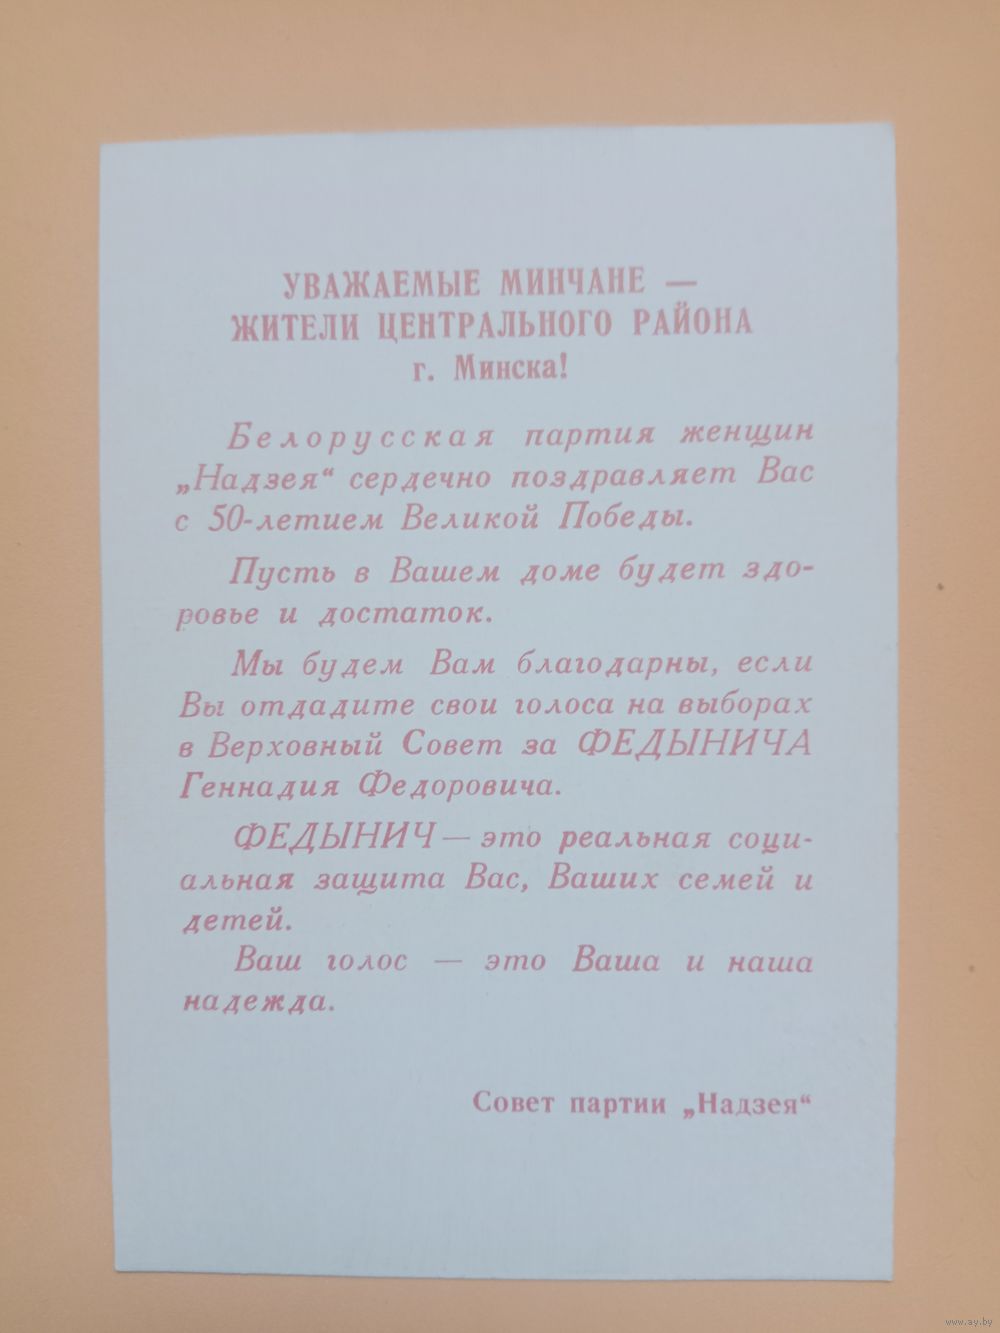 УВАЖАЕМЫЕ МИНЧАНЕ —
ЖИТЕЛИ ЦЕНТРАЛЬНОГО РАЙОНА
г. Минска!
Белорусская партия женщин
„Надзея“ сердечно поздравляет Вас
с 50-летием Великой Победы.
Пусть в Вашем доме будет здо-
ровье и достаток.
Мы будем Вам благодарны, если
Вы отдадите свои голоса на выборах
в Верховный Совет за ФЕДЫНИЧА
Геннадия Федоровича.
ФЕДЫНИЧ — это реальная соци-
альная защита Вас, Ваших семей и
детей.
Ваш голос — это Ваша и наша
надежда.
Совет партии „Надзея“
www.ay.by